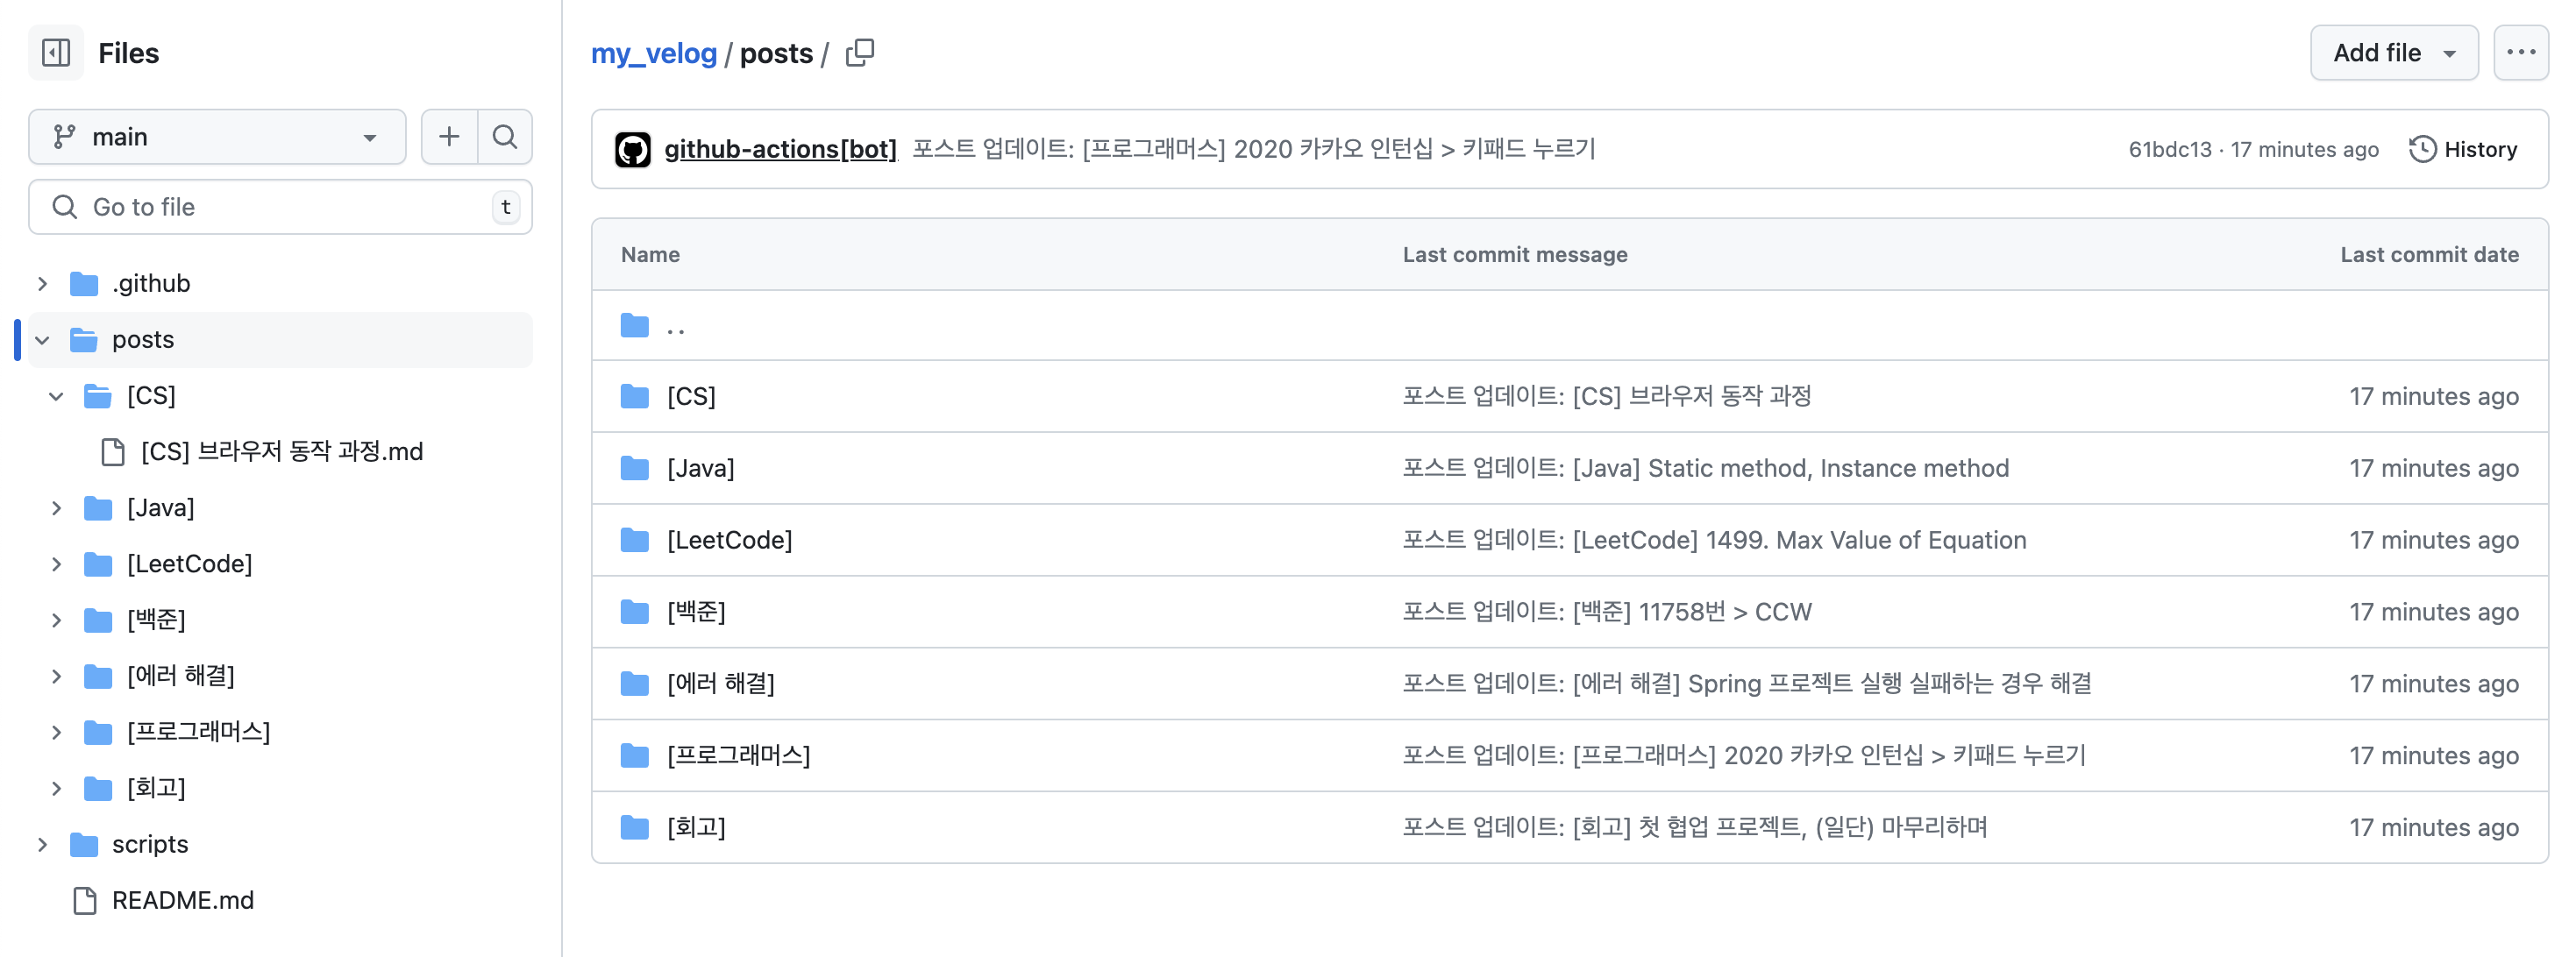 Files
main
Go to file
t
.github
posts
[CS]
[CS] 브라우저 동작 과정.md
[Java]
[LeetCode]
[백준]
[에러 해결]
[프로그래머스]
[회고]
scripts
README.md
my_velog / posts /
Add file
github-actions[bot] 포스트 업데이트: [프로그래머스] 2020 카카오 인턴십 > 키패드 누르기
61bdc13 · 17 minutes ago
History
Name Last commit message Last commit date
..
[CS] 포스트 업데이트: [CS] 브라우저 동작 과정 17 minutes ago
[Java] 포스트 업데이트: [Java] Static method, Instance method 17 minutes ago
[LeetCode] 포스트 업데이트: [LeetCode] 1499. Max Value of Equation 17 minutes ago
[백준] 포스트 업데이트: [백준] 11758번 > CCW 17 minutes ago
[에러 해결] 포스트 업데이트: [에러 해결] Spring 프로젝트 실행 실패하는 경우 해결 17 minutes ago
[프로그래머스] 포스트 업데이트: [프로그래머스] 2020 카카오 인턴십 > 키패드 누르기 17 minutes ago
[회고] 포스트 업데이트: [회고] 첫 협업 프로젝트, (일단) 마무리하며 17 minutes ago